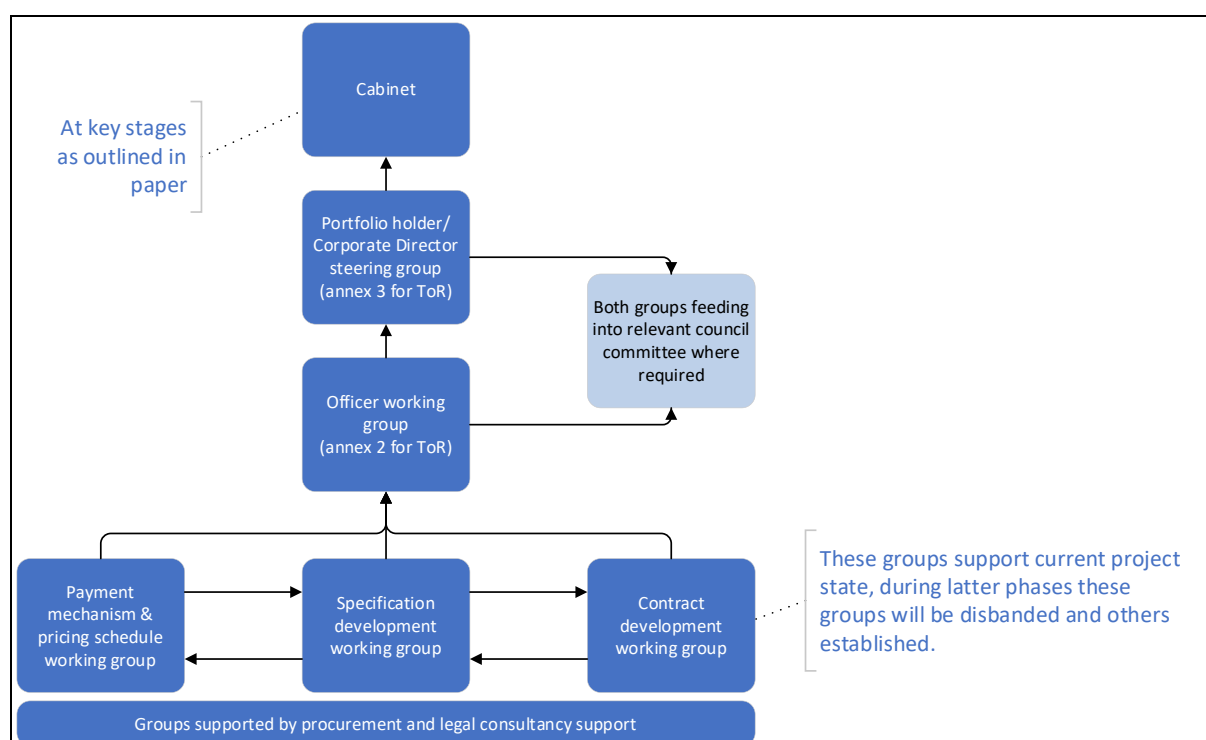 Cabinet
At key stages
as outlined in
paper
Portfolio holder/
Corporate Director
steering group
(annex 3 for ToR)
Both groups feeding
into relevant council
committee where
required
Officer working
group
(annex 2 for ToR)
Payment
mechanism &
pricing schedule
working group
Specification
development
working group
Contract
development
working group
These groups support current project
state, during latter phases these
groups will be disbanded and others
established.
Groups supported by procurement and legal consultancy support